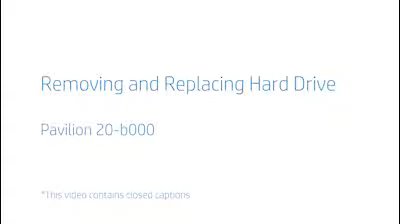 Removing and Replacing Hard Drive
Pavilion 20-b000
*This video contains closed captions